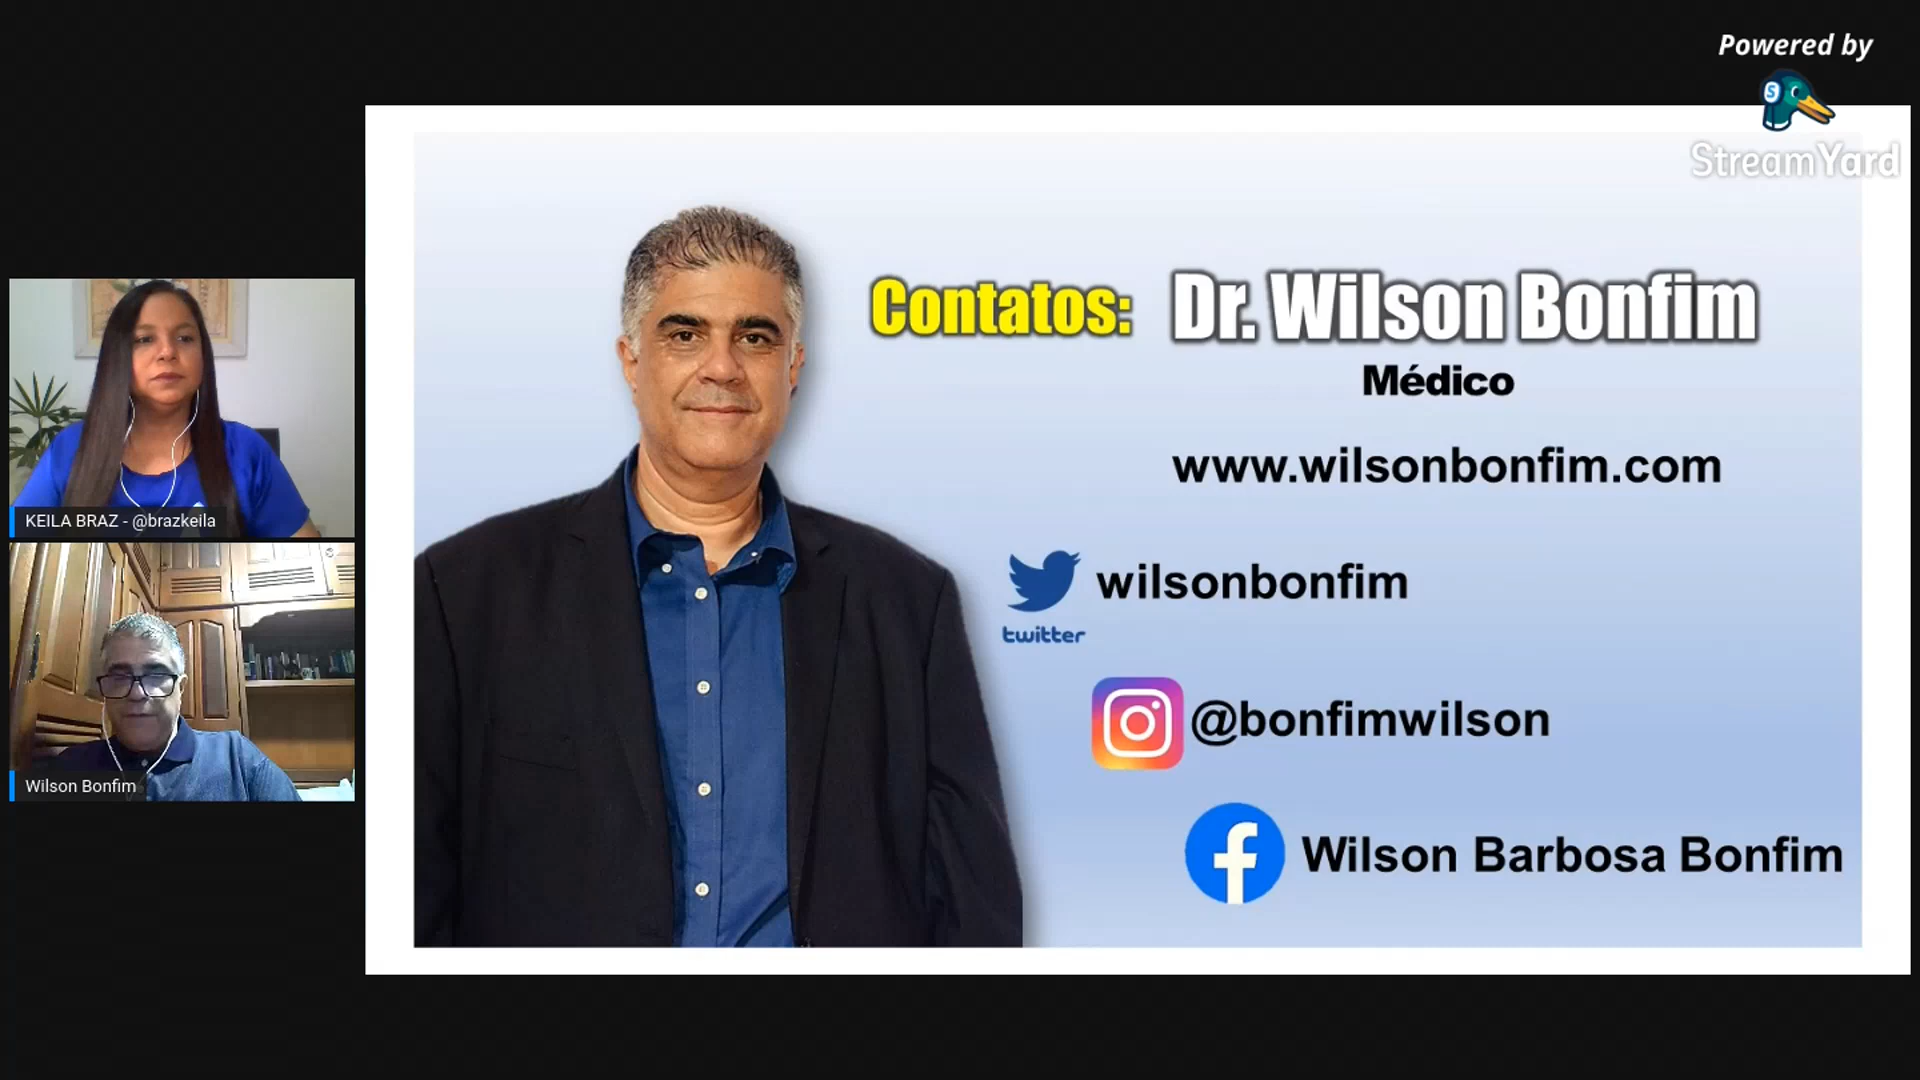 Powered by
StreamYard
Contatos: Dr. Wilson Bonfim
Médico
www.wilsonbonfim.com
wilsonbonfim
twitter
@bonfimwilson
Wilson Barbosa Bonfim
KEILA BRAZ - @brazkeila
Wilson Bonfim